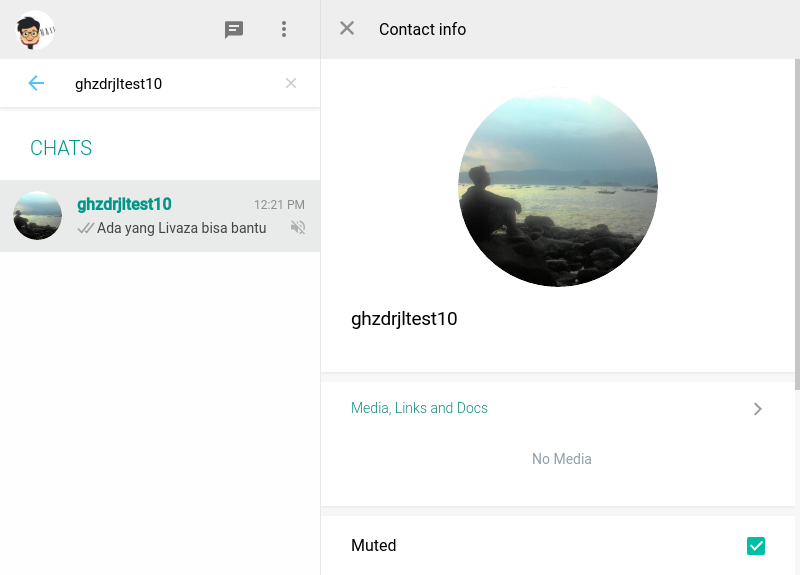 Contact info
ghzdrjltest10
CHATS
ghzdrjltest10
12:21 PM
Ada yang Livaza bisa bantu
ghzdrjltest10
Media, Links and Docs
No Media
Muted